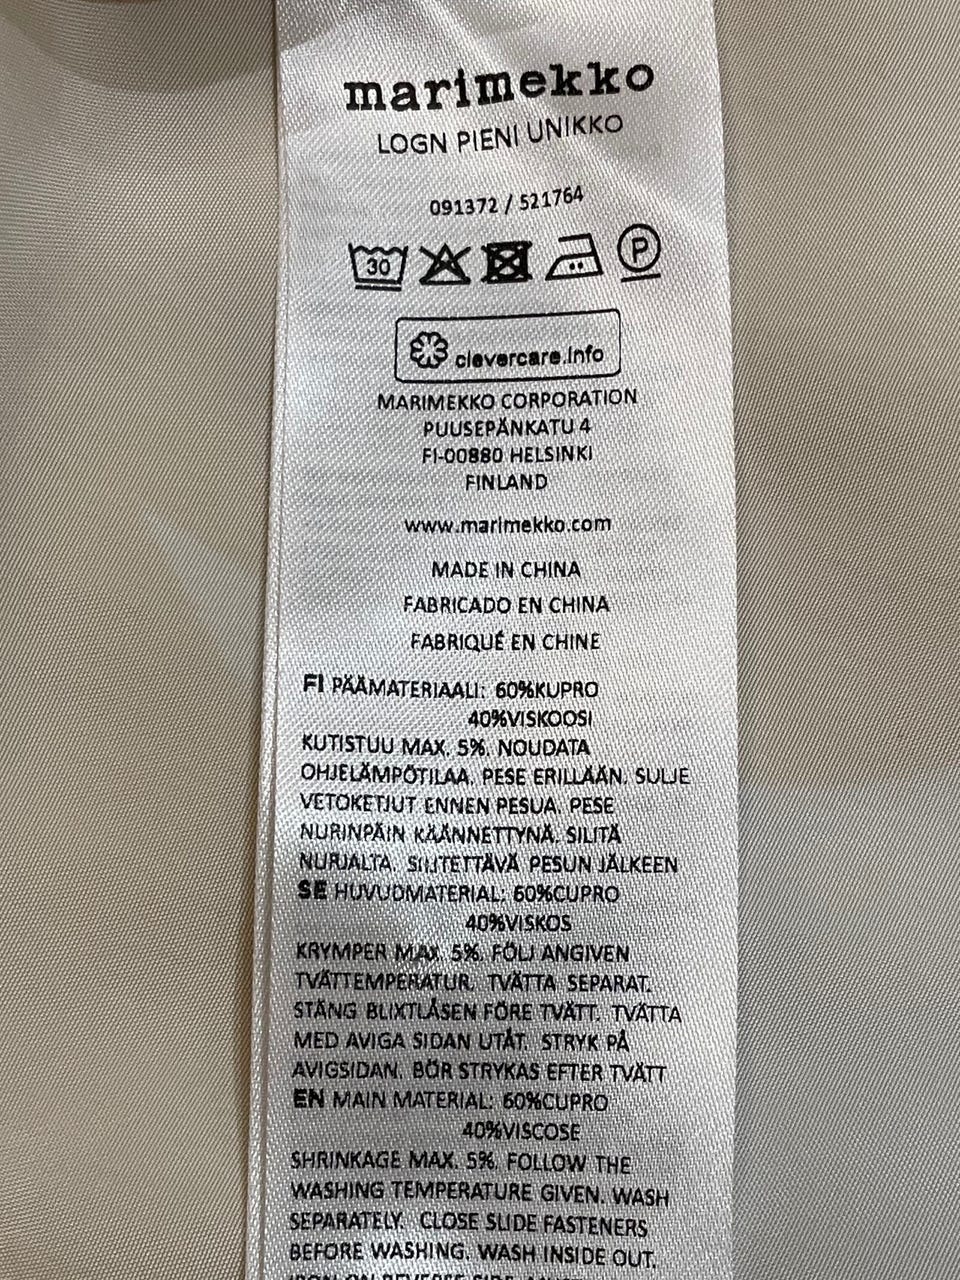 marimekko
LOGN PIENI UNIKKO
091372 / 521764
30 P
clevercare.info
MARIMEKKO CORPORATION
PUUSEPÄNKATU 4
FI-00880 HELSINKI
FINLAND
www.marimekko.com
MADE IN CHINA
FABRICADO EN CHINA
FABRIQUÉ EN CHINE
FI PÄÄMATERIAALI: 60%KUPRO
40%VISKOOSI
KUTISTUU MAX. 5%. NOUDATA
OHJELÄMPÖTILAA. PESE ERILLÄÄN. SULJE
VETOKETJUT ENNEN PESUA. PESE
NURINPÄIN KÄÄNNETTYNÄ. SILITÄ
NURJALTA. SILITETTÄVÄ PESUN JÄLKEEN
SE HUVUDMATERIAL: 60%CUPRO
40%VISKOS
KRYMPER MAX. 5%. FÖLJ ANGIVEN
TVÄTTEMPERATUR. TVÄTTA SEPARAT.
STÄNG BLIXTLÅSEN FÖRE TVÄTT. TVÄTTA
MED AVIGA SIDAN UTÅT. STRYK PÅ
AVIGSIDAN. BÖR STRYKAS EFTER TVÄTT
EN MAIN MATERIAL: 60%CUPRO
40%VISCOSE
SHRINKAGE MAX. 5%. FOLLOW THE
WASHING TEMPERATURE GIVEN. WASH
SEPARATELY. CLOSE SLIDE FASTENERS
BEFORE WASHING. WASH INSIDE OUT.